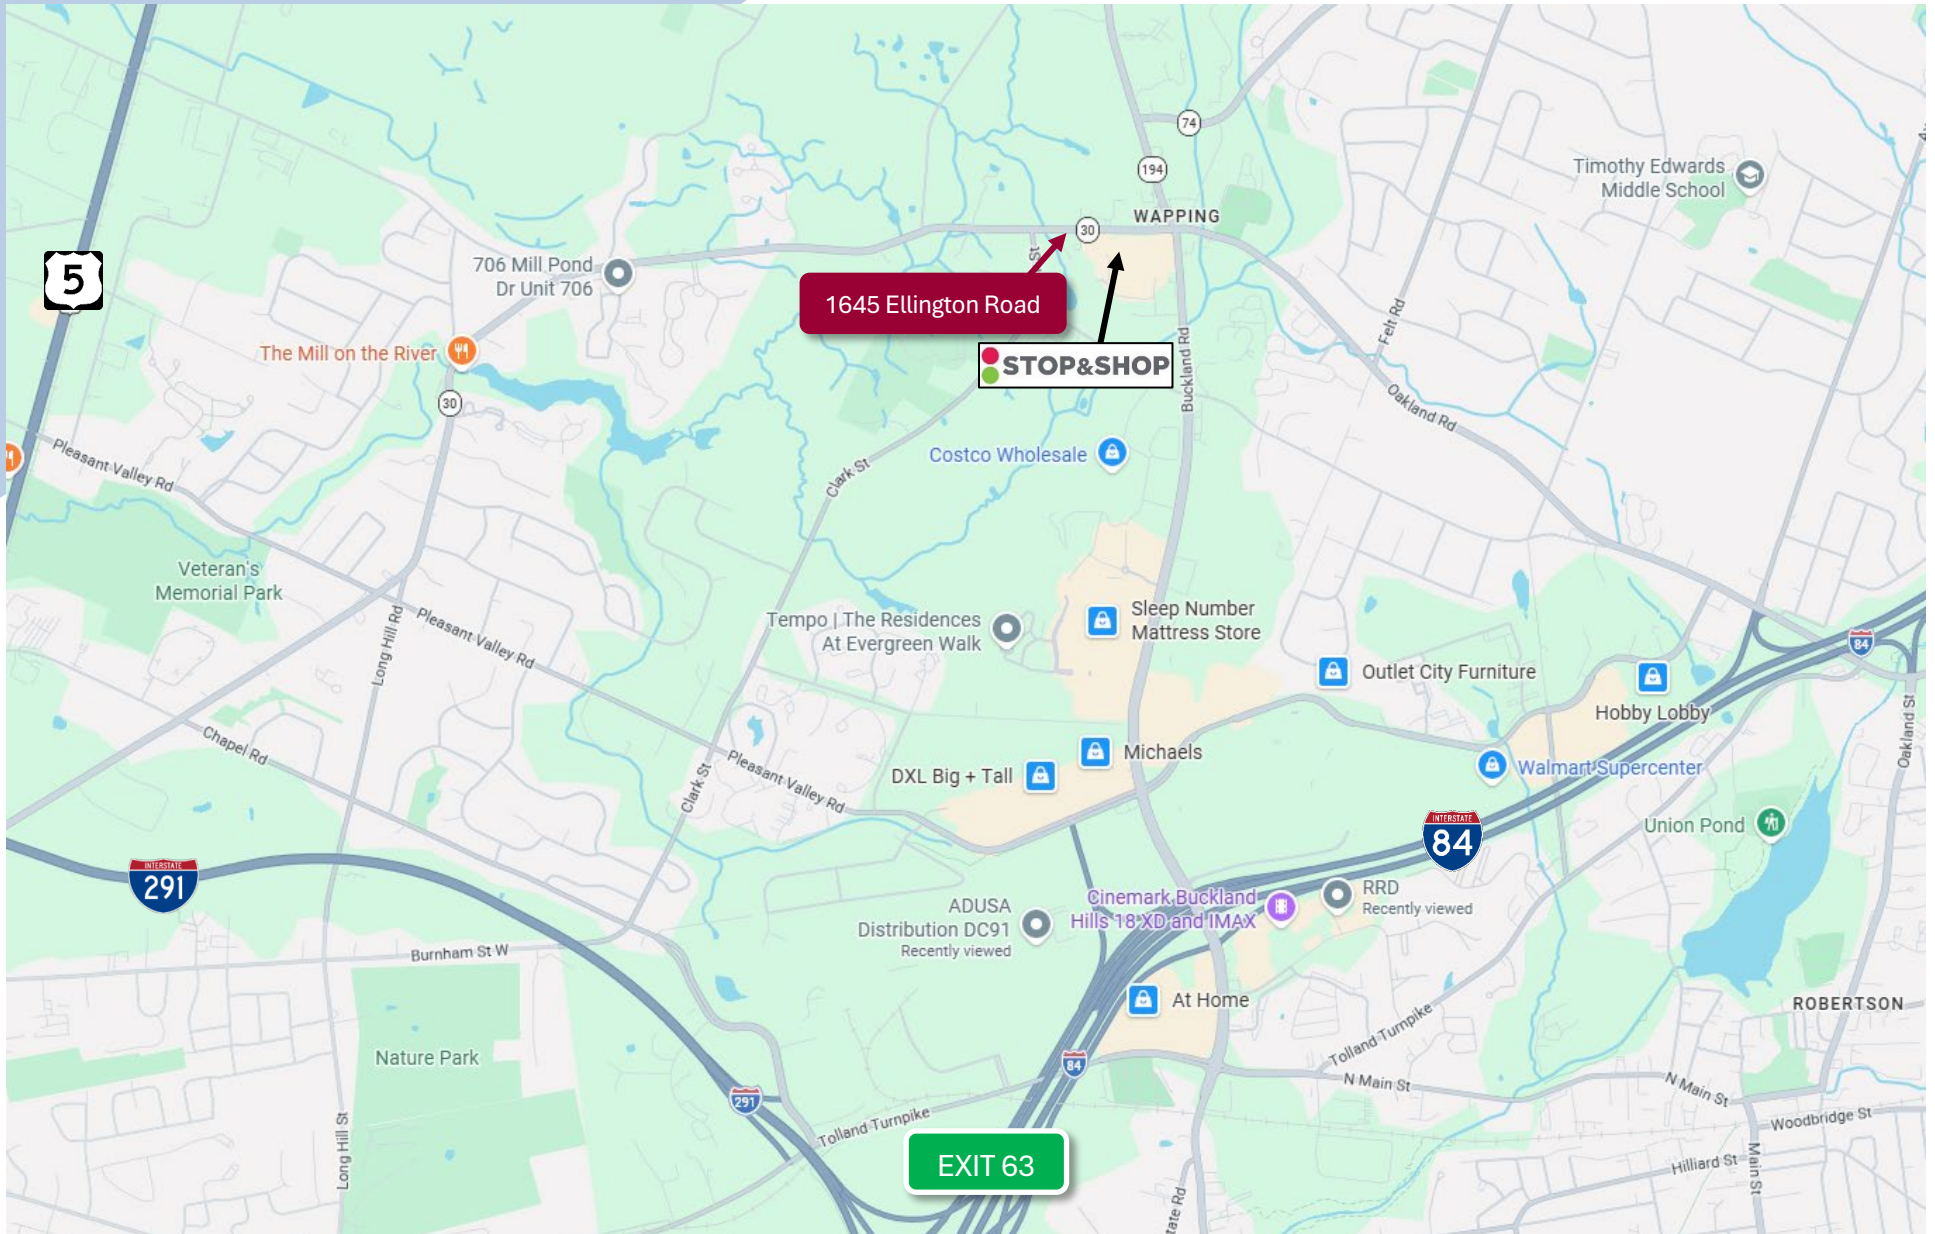 74
194
WAPPING
30
Timothy Edwards
Middle School
5
706 Mill Pond
Dr Unit 706
1645 Ellington Road
The Mill on the River
STOP&SHOP
Buckland Rd
Felt Rd
Oakland Rd
30
Pleasant Valley Rd
Costco Wholesale
Clark St
Veteran's
Memorial Park
Long Hill Rd
Pleasant Valley Rd
Tempo | The Residences
At Evergreen Walk
Sleep Number
Mattress Store
84
Outlet City Furniture
Hobby Lobby
Oakland St
Chapel Rd
Clark St
Pleasant Valley Rd
DXL Big + Tall
Michaels
Walmart Supercenter
Union Pond
INTERSTATE
84
INTERSTATE
291
Cinemark Buckland
Hills 18 XD and IMAX
RRD
Recently viewed
ADUSA
Distribution DC91
Recently viewed
Burnham St W
At Home
ROBERTSON
Nature Park
Tolland Turnpike
84
N Main St
N Main St
291
Tolland Turnpike
Woodbridge St
Long Hill St
EXIT 63
Hilliard St
Main St
tate Rd